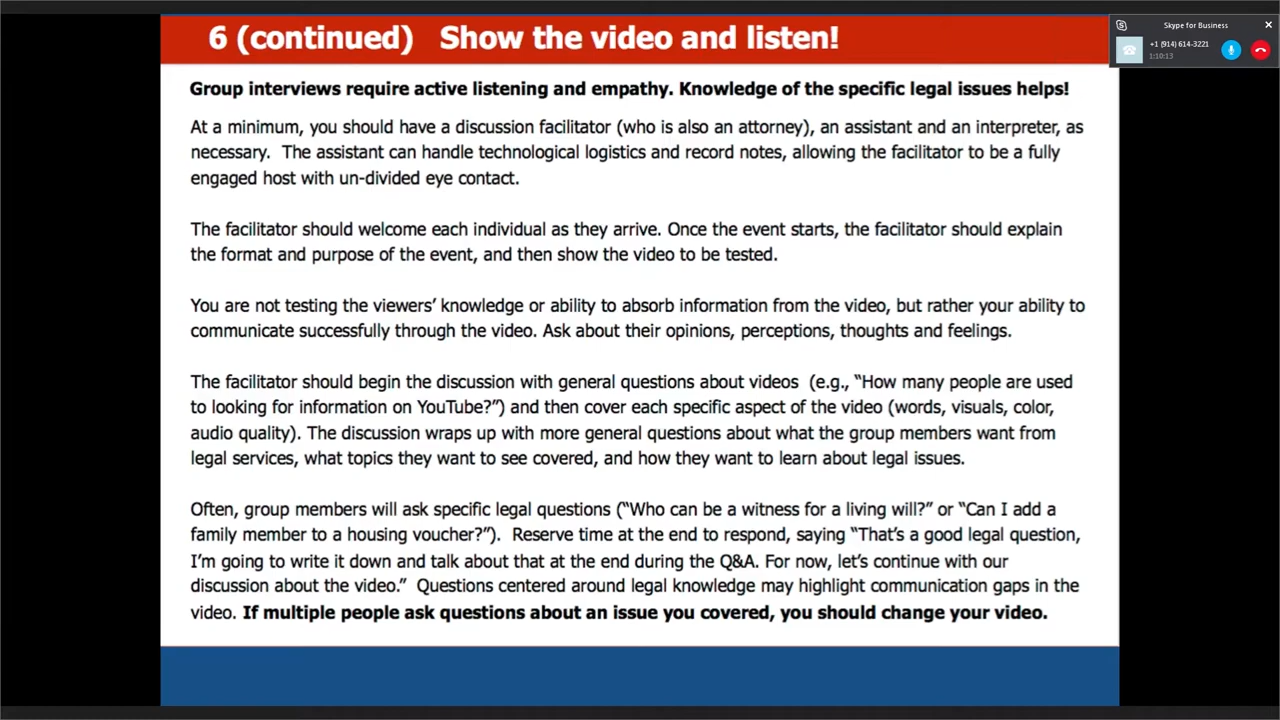 6 (continued) Show the video and listen!
Skype for Business
+1 (914) 614-3221
1:10:13
Group interviews require active listening and empathy. Knowledge of the specific legal issues helps!
At a minimum, you should have a discussion facilitator (who is also an attorney), an assistant and an interpreter, as
necessary. The assistant can handle technological logistics and record notes, allowing the facilitator to be a fully
engaged host with un-divided eye contact.
The facilitator should welcome each individual as they arrive. Once the event starts, the facilitator should explain
the format and purpose of the event, and then show the video to be tested.
You are not testing the viewers’ knowledge or ability to absorb information from the video, but rather your ability to
communicate successfully through the video. Ask about their opinions, perceptions, thoughts and feelings.
The facilitator should begin the discussion with general questions about videos (e.g., “How many people are used
to looking for information on YouTube?”) and then cover each specific aspect of the video (words, visuals, color,
audio quality). The discussion wraps up with more general questions about what the group members want from
legal services, what topics they want to see covered, and how they want to learn about legal issues.
Often, group members will ask specific legal questions (“Who can be a witness for a living will?” or “Can I add a
family member to a housing voucher?”). Reserve time at the end to respond, saying “That’s a good legal question,
I’m going to write it down and talk about that at the end during the Q&A. For now, let’s continue with our
discussion about the video.” Questions centered around legal knowledge may highlight communication gaps in the
video. If multiple people ask questions about an issue you covered, you should change your video.